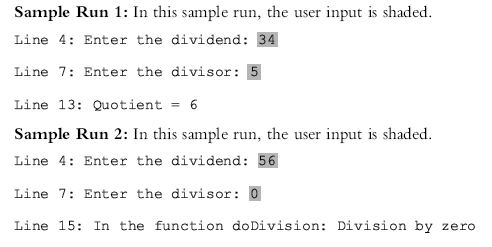 Sample Run 1: In this sample run, the user input is shaded.
Line 4: Enter the dividend: 34
Line 7: Enter the divisor: 5
Line 13: Quotient = 6
Sample Run 2: In this sample run, the user input is shaded.
Line 4: Enter the dividend: 56
Line 7: Enter the divisor: 0
Line 15: In the function doDivision: Division by zero